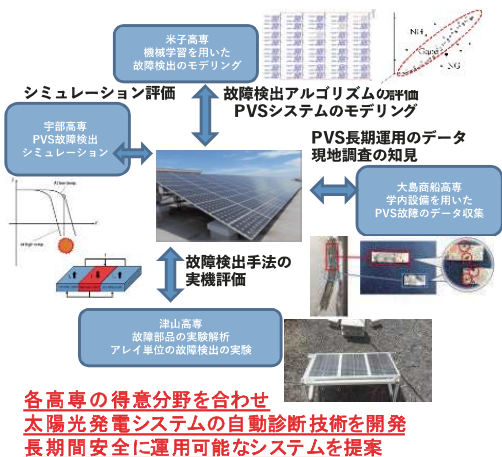 米子高専
機械学習を用いた
故障検出のモデリング
NG
Good
NG
シミュレーション評価
故障検出アルゴリズムの評価
PVSシステムのモデリング
宇部高専
PVS故障検出
シミュレーション
PVS長期運用のデータ
現地調査の知見
大島商船高専
学内設備を用いた
PVS故障のデータ収集
故障検出手法の
実機評価
津山高専
故障部品の実験解析
アレイ単位の故障検出の実験
各高専の得意分野を合わせ
太陽光発電システムの自動診断技術を開発
長期間安全に運用可能なシステムを提案